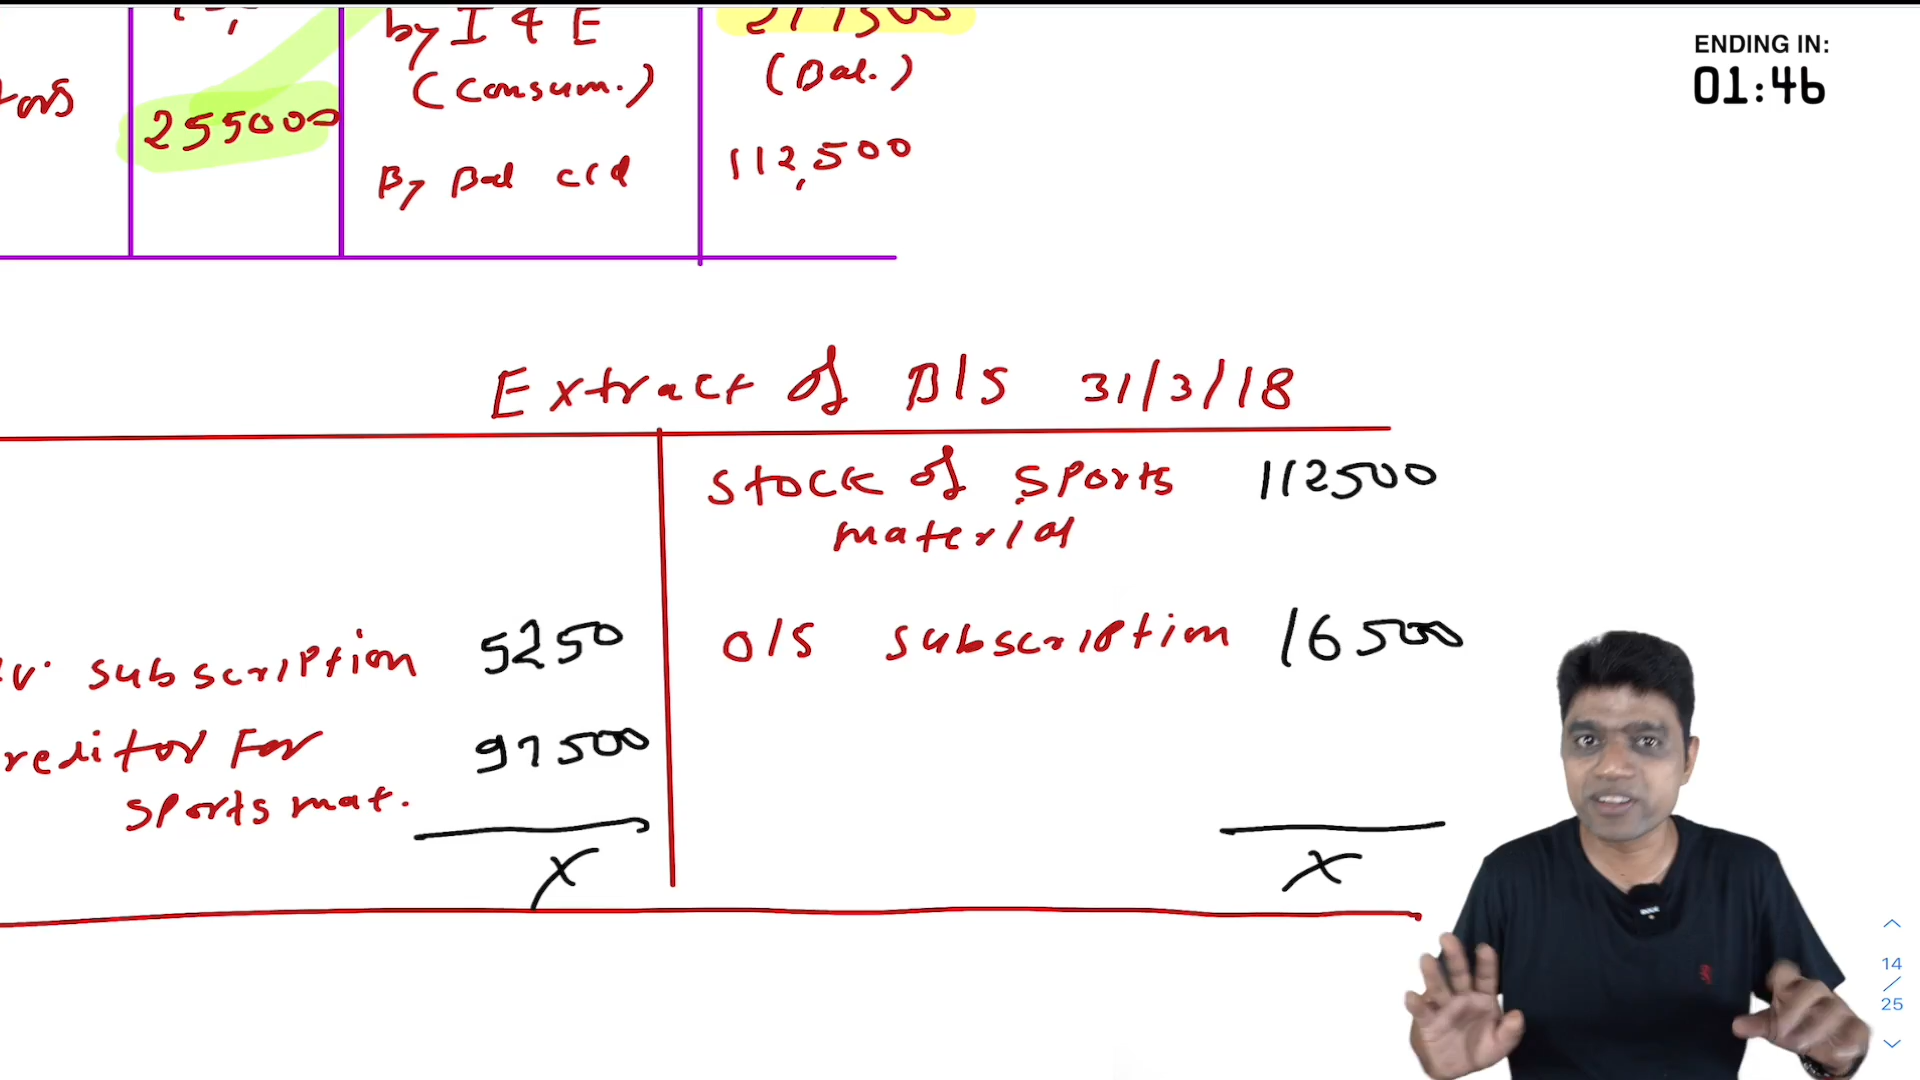 by I & E
(Consum.)
(Bal.)
255000
By Bal c/d
112,500
ENDING IN:
01:46
Extract of B/S 31/3/18
Stock of sports 112500
material
subscription 5250
O/S subscription 16500
For 97500
sports mat.
X
X
14
/
25